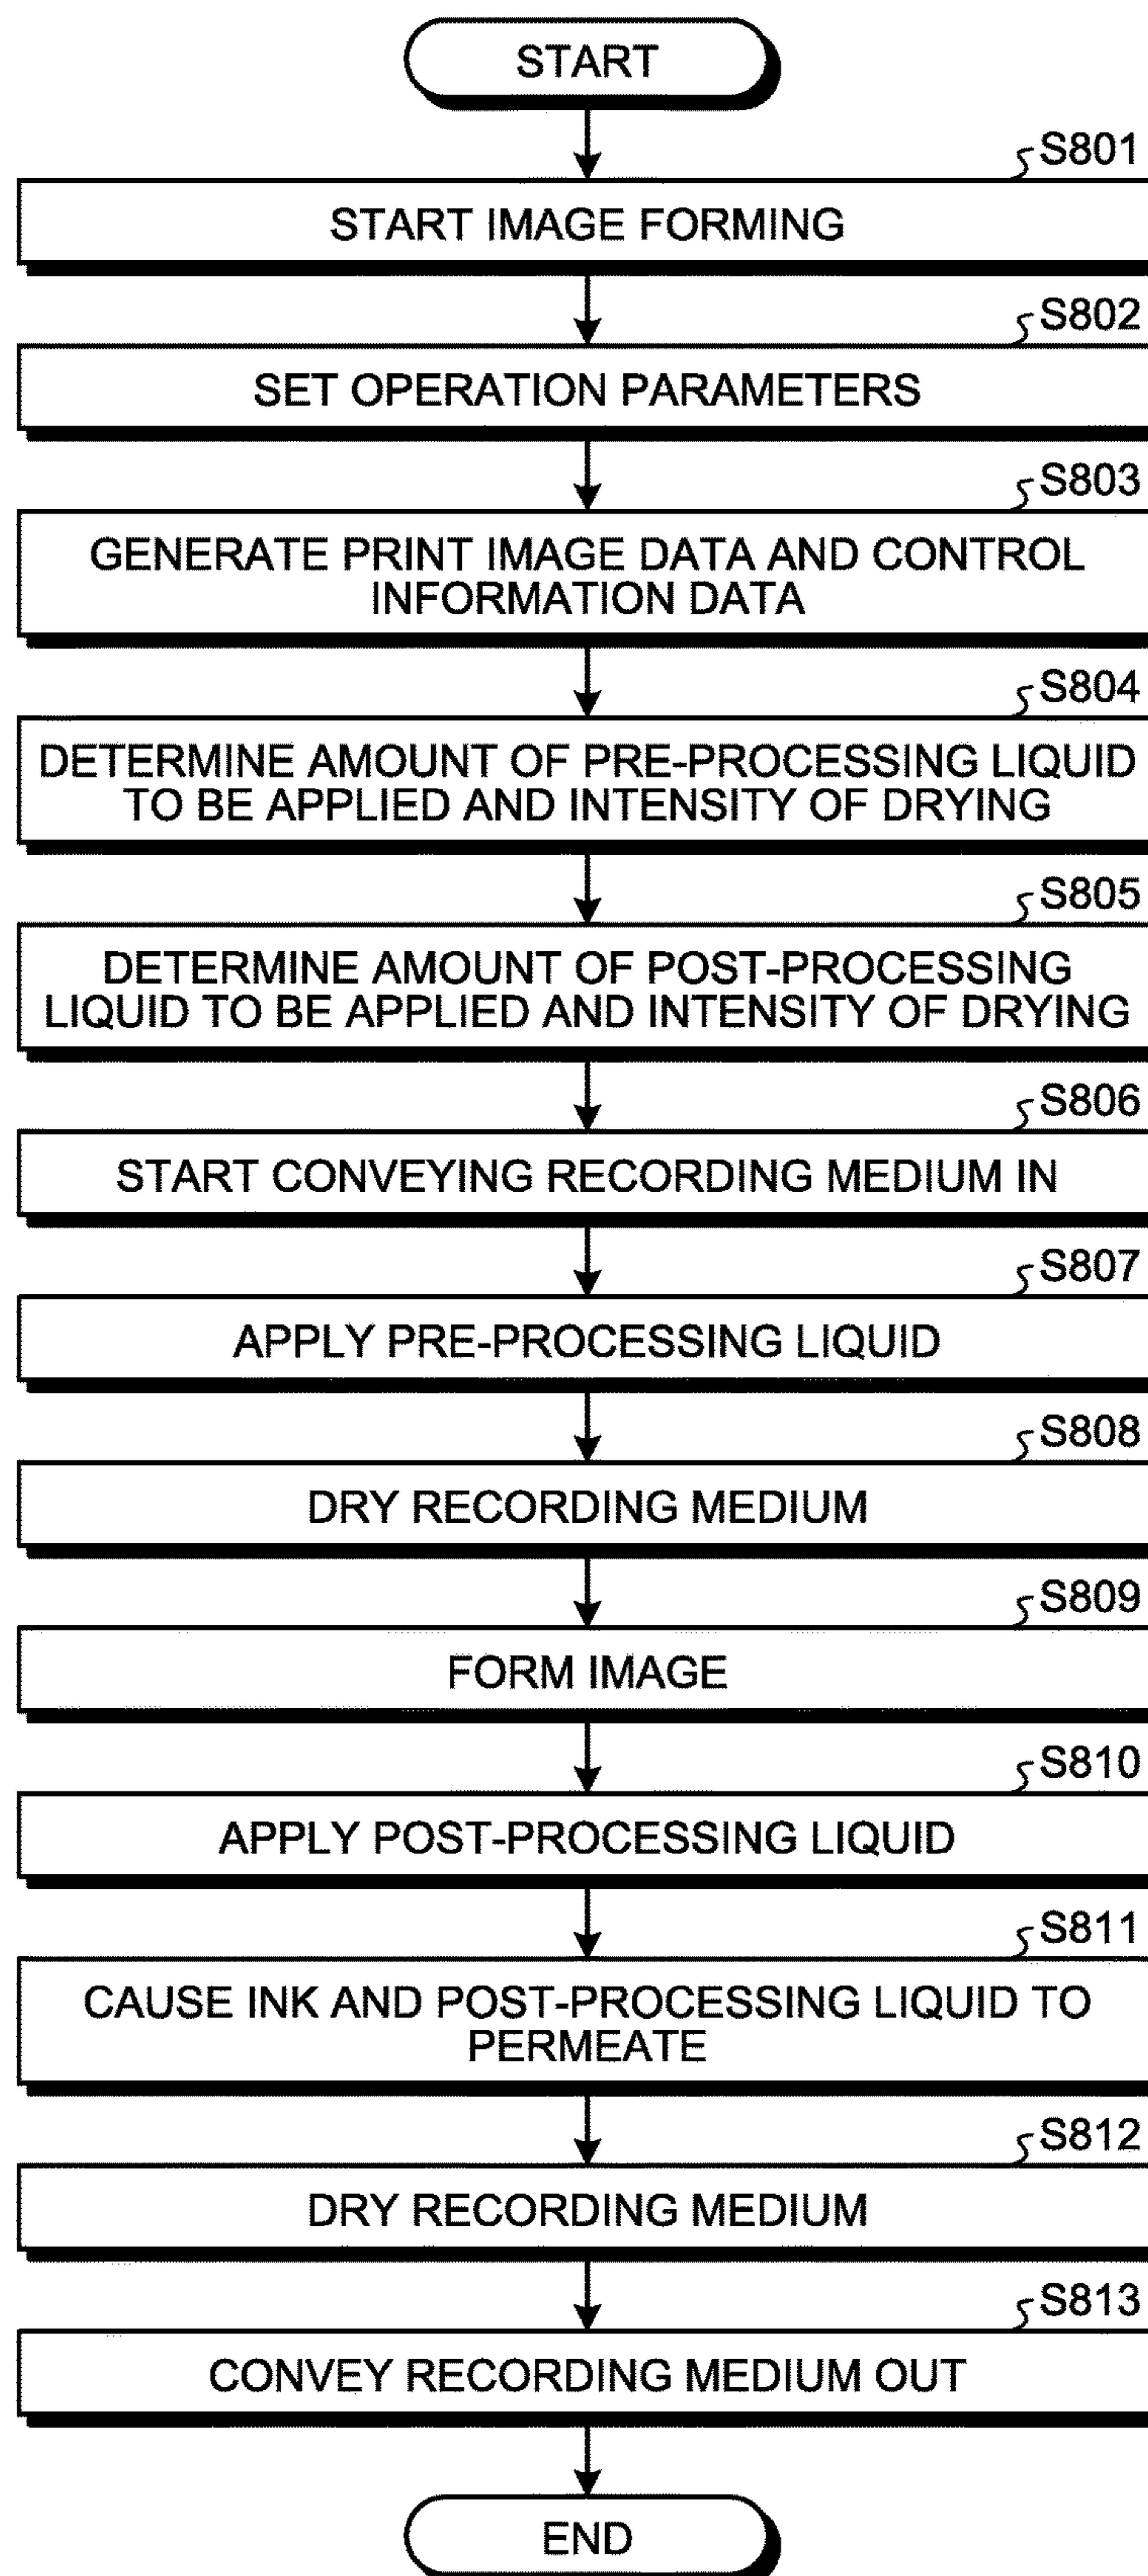 START
S801
START IMAGE FORMING
S802
SET OPERATION PARAMETERS
S803
GENERATE PRINT IMAGE DATA AND CONTROL
INFORMATION DATA
S804
DETERMINE AMOUNT OF PRE-PROCESSING LIQUID
TO BE APPLIED AND INTENSITY OF DRYING
S805
DETERMINE AMOUNT OF POST-PROCESSING
LIQUID TO BE APPLIED AND INTENSITY OF DRYING
S806
START CONVEYING RECORDING MEDIUM IN
S807
APPLY PRE-PROCESSING LIQUID
S808
DRY RECORDING MEDIUM
S809
FORM IMAGE
S810
APPLY POST-PROCESSING LIQUID
S811
CAUSE INK AND POST-PROCESSING LIQUID TO
PERMEATE
S812
DRY RECORDING MEDIUM
S813
CONVEY RECORDING MEDIUM OUT
END